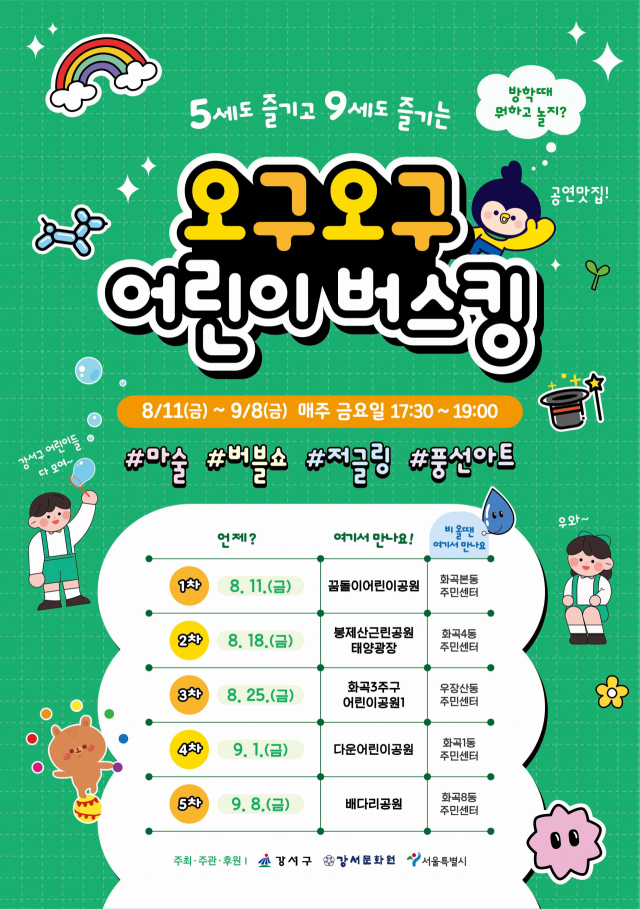 5세도 즐기고 9세도 즐기는
방학때
뭐하고 놀지?
오구오구
공연맛집!
어린이 버스킹
8/11(금) ~ 9/8(금) 매주 금요일 17:30 ~ 19:00
#마술 #버블쇼 #저글링 #풍선아트
강서구 어린이들
다 모여~
우와~
언제? 여기서 만나요! 비 올땐
여기서 만나요
1차 8. 11.(금) 꿈돌이어린이공원 화곡본동
주민센터
2차 8. 18.(금) 봉제산근린공원
태양광장 화곡4동
주민센터
3차 8. 25.(금) 화곡3주구
어린이공원1 우장산동
주민센터
4차 9. 1.(금) 다운어린이공원 화곡1동
주민센터
5차 9. 8.(금) 배다리공원 화곡8동
주민센터
주최·주관·후원 | 강서구 강서문화원 서울특별시